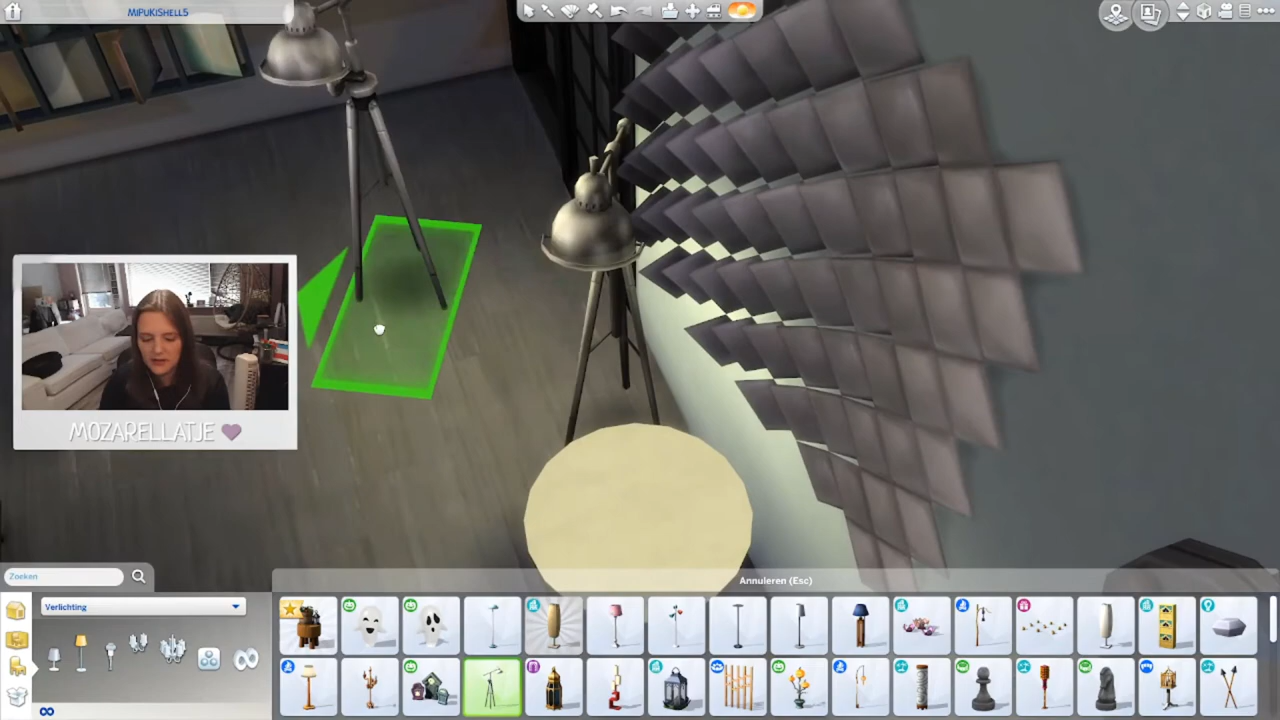 MIPUKISHELL5
MOZARELLATJE
Annuleren (Esc)
Zoeken
Verlichting